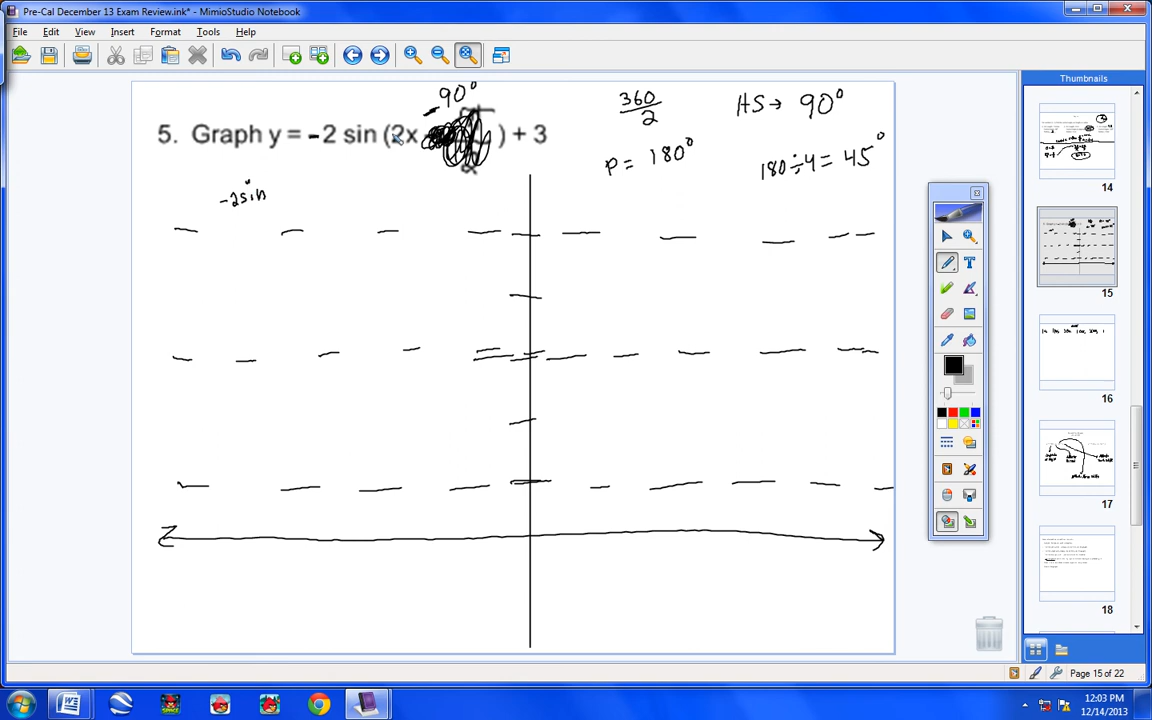 Pre-Cal December 13 Exam Review.ink* - MimioStudio Notebook
File Edit View Insert Format Tools Help
Thumbnails
-90°
5. Graph y = -2 sin (2x ) + 3
360
2
HS → 90°
P = 180°
180÷4= 45°
-2sin
T
14
15
16
17
18
Page 15 of 22
12:03 PM
12/14/2013